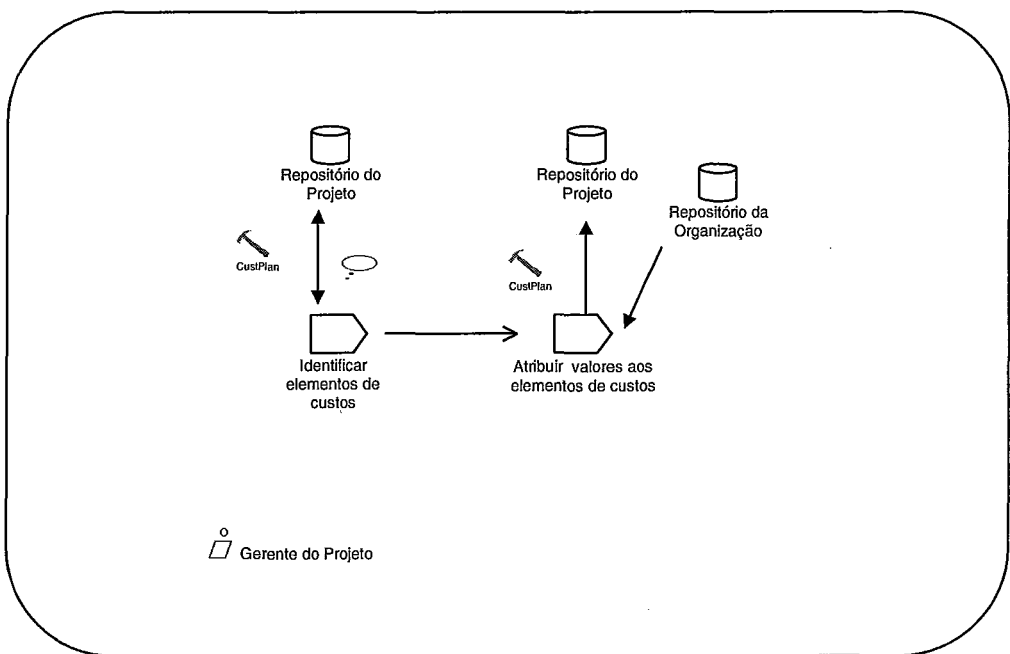 Repositório do
Projeto
Repositório do
Projeto
Repositório da
Organização
CustPlan
CustPlan
Identificar
elementos de
custos
Atribuir valores aos
elementos de custos
Gerente do Projeto